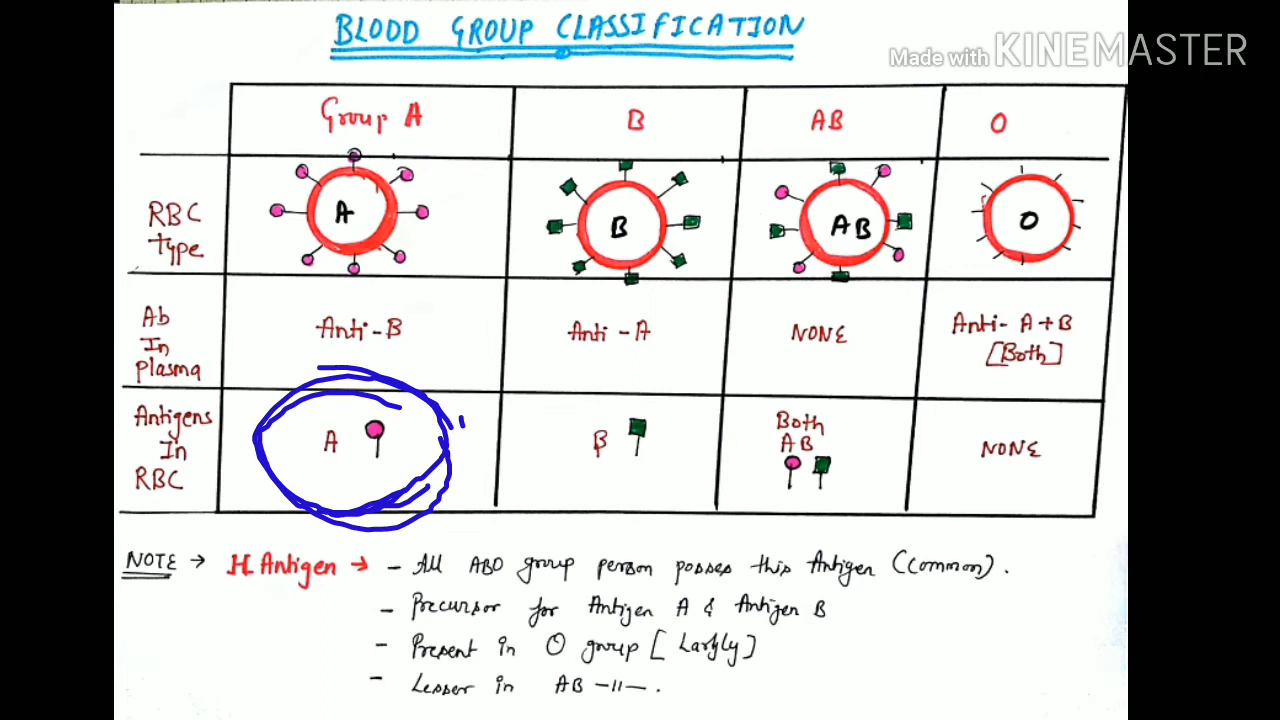 BLOOD GROUP CLASSIFICATION
Made with KINEMASTER
Group A B AB O
RBC type A B AB O
Ab In Plasma Anti-B Anti-A NONE Anti-A+B [Both]
Antigens In RBC A B Both AB NONE
NOTE → H Antigen → - All ABO group person posses this Antigen (Common).
- Precursor for Antigen A & Antigen B
- Present in O group [Largly]
- Lesser in AB -11-.